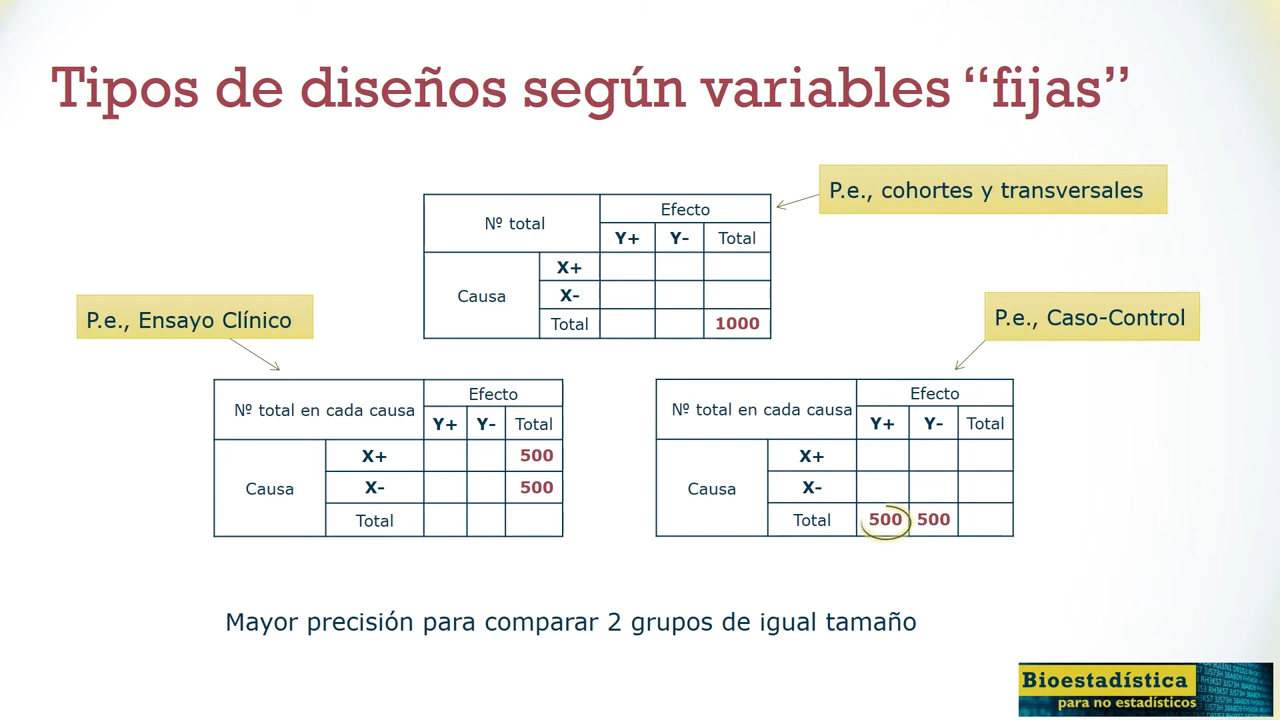 Tipos de diseños según variables “fijas”
P.e., cohortes y transversales
Nº total
Efecto
Y+ Y- Total
Causa
X+
X-
Total 1000
P.e., Ensayo Clínico
P.e., Caso-Control
Nº total en cada causa
Efecto
Y+ Y- Total
Causa
X+ 500
X- 500
Total
Nº total en cada causa
Efecto
Y+ Y- Total
Causa
X+
X-
Total 500 500
Mayor precisión para comparar 2 grupos de igual tamaño
Bioestadística
para no estadísticos